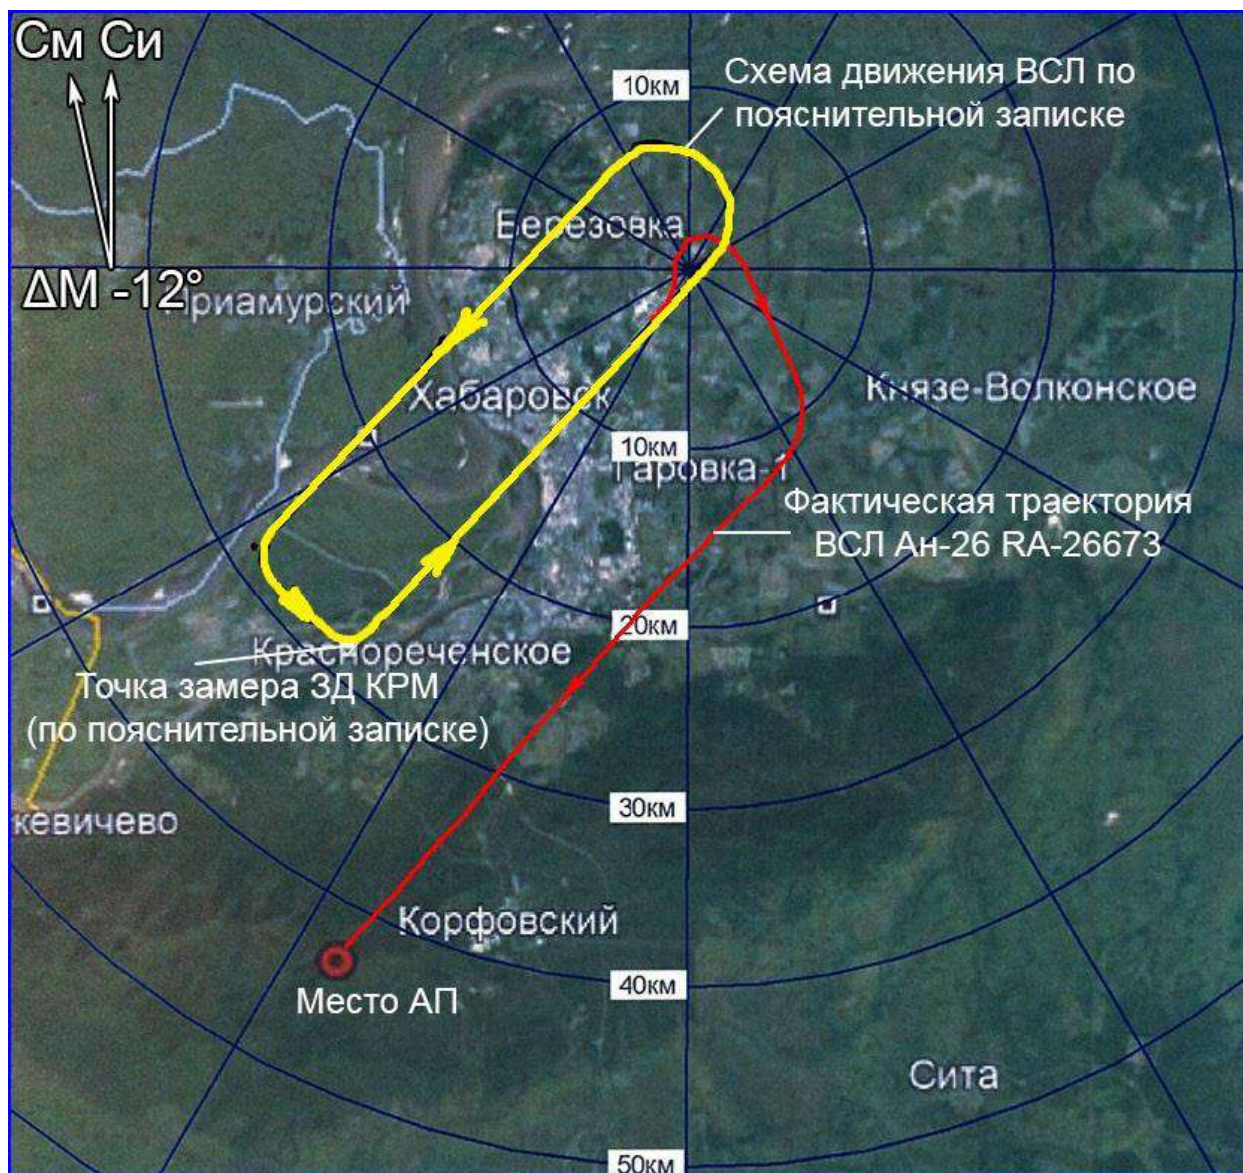 См Си
10км
Схема движения ВСЛ по
пояснительной записке
Березовка
ΔМ -12°
Приамурский
Хабаровск
Князе-Волконское
10км
Гаровка-1
Фактическая траектория
ВСЛ Ан-26 RA-26673
20км
Краснореченское
Точка замера ЗД КРМ
(по пояснительной записке)
30км
кевичево
Корфовский
40км
Место АП
Сита
50км